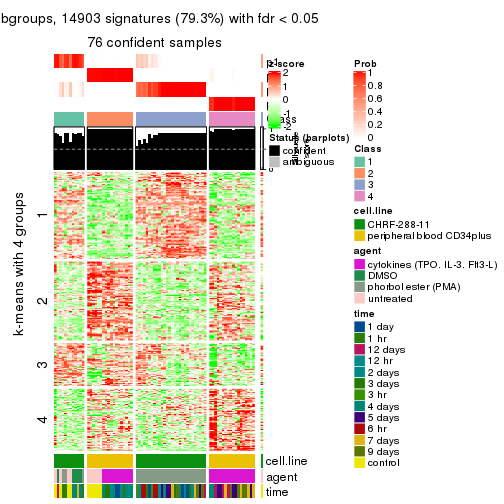 bgroups, 14903 signatures (79.3%) with fdr < 0.05
76 confident samples
z-score
2
1
0
-1
-2
Status (barplots)
confident
ambiguous
Prob
1
0.8
0.6
0.4
0.2
0
Class
1
2
3
4
cell.line
CHRF-288-11
peripheral blood CD34plus
agent
cytokines (TPO, IL-3, Flt3-L)
DMSO
phorbol ester (PMA)
untreated
time
1 day
1 hr
12 days
12 hr
2 days
3 days
3 hr
4 days
5 days
6 hr
7 days
9 days
control
k-means with 4 groups
1
2
3
4
cell.line
agent
time